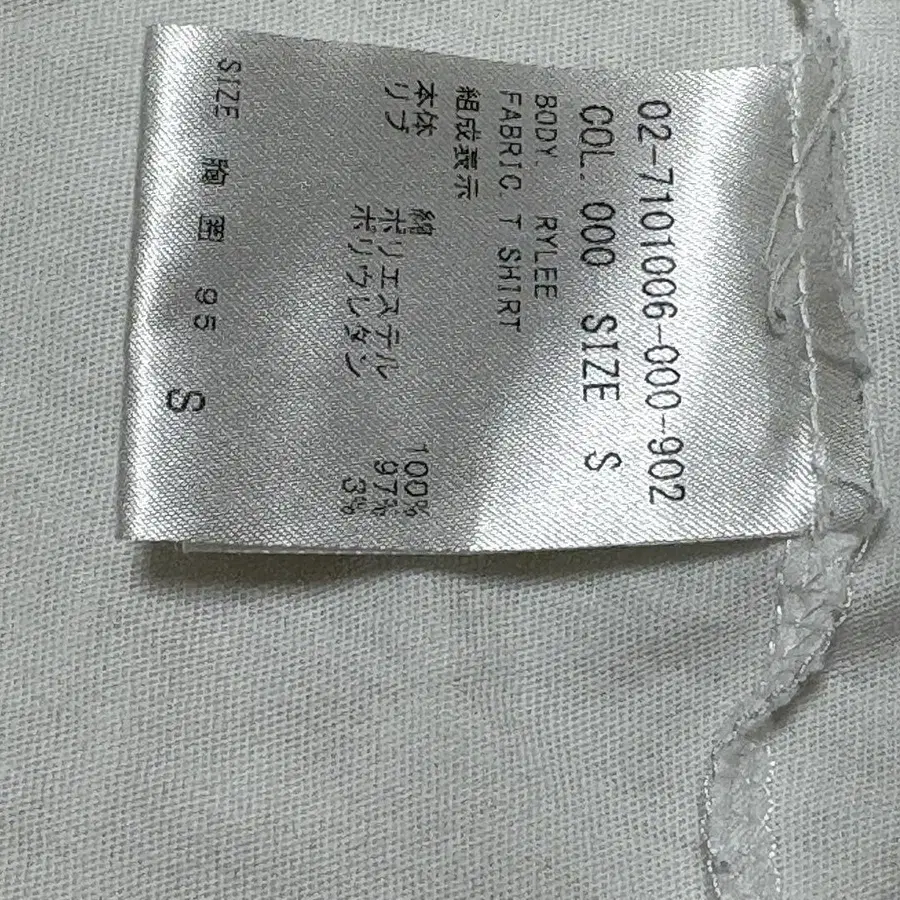 02-7101006-000-902
COL. 000 SIZE S
BODY. RYLEE
FABRIC. T SHIRT
組成表示
本体 綿 100%
リブ ポリエステル 97%
ポリウレタン 3%
SIZE 胸囲 95 S